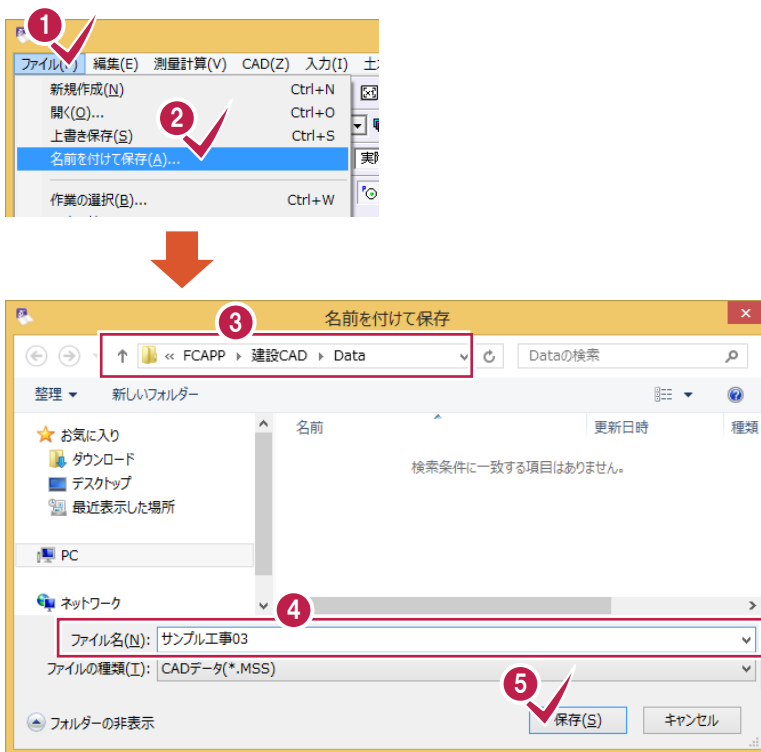 1
ファイル(F) 編集(E) 測量計算(V) CAD(Z) 入力(I)
新規作成(N) Ctrl+N
開く(O)... Ctrl+O
2
上書き保存(S) Ctrl+S
名前を付けて保存(A)...
作業の選択(B)... Ctrl+W
3
名前を付けて保存
« FCAPP 建設CAD Data Dataの検索
整理 新しいフォルダー
お気に入り 名前 更新日時 種類
ダウンロード 検索条件に一致する項目はありません。
デスクトップ
最近表示した場所
PC
ネットワーク
4
ファイル名(N): サンプル工事03
ファイルの種類(T): CADデータ(*.MSS)
5
フォルダーの非表示 保存(S) キャンセル